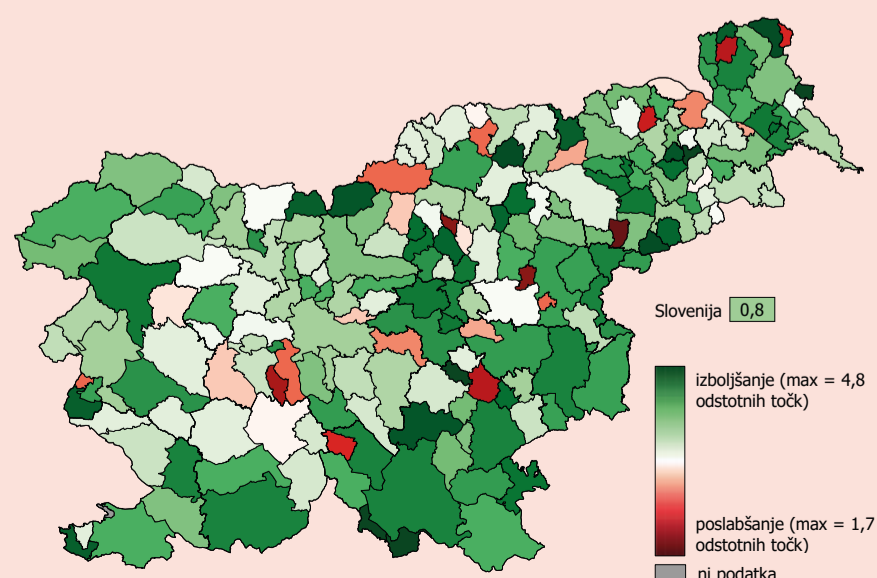 Slovenija 0,8
izboljšanje (max = 4,8
odstotnih točk)
poslabšanje (max = 1,7
odstotnih točk)
ni podatka